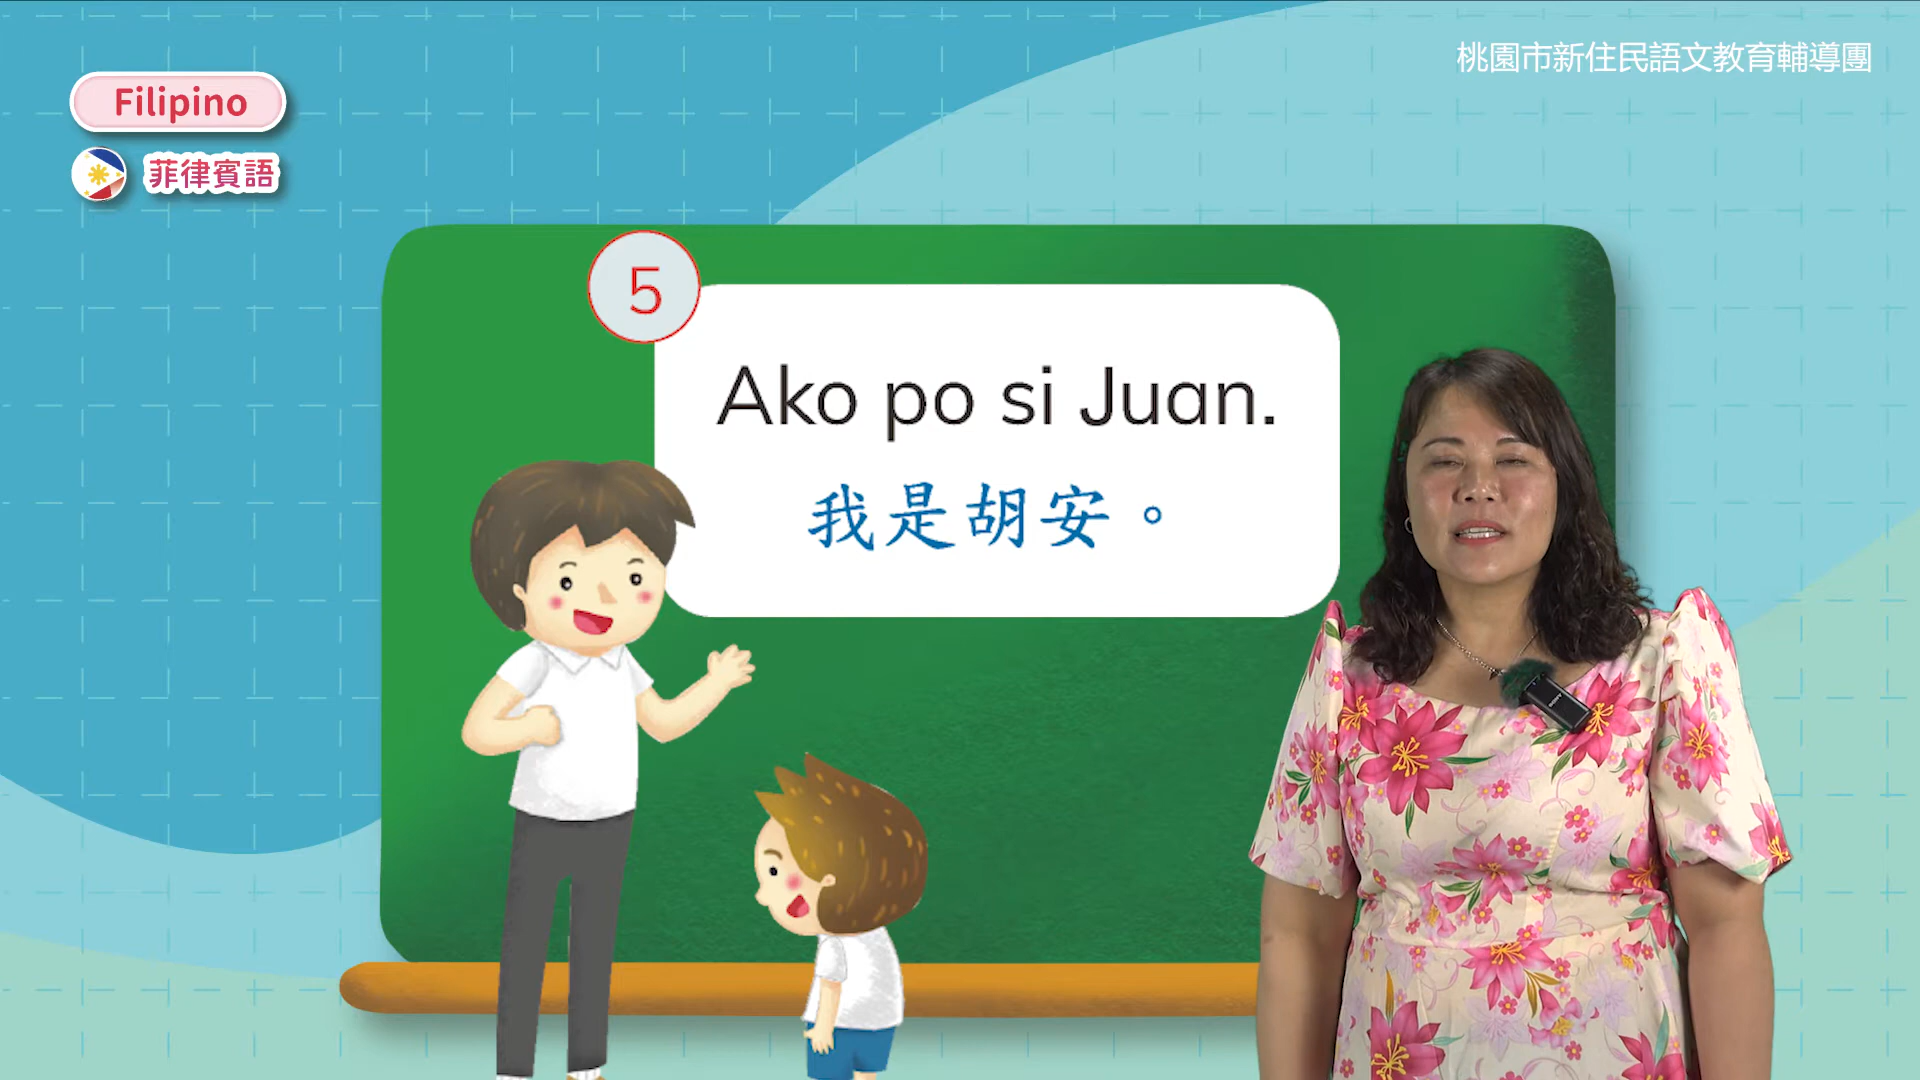 桃園市新住民語文教育輔導團
Filipino
菲律賓語
5
Ako po si Juan.
我是胡安。